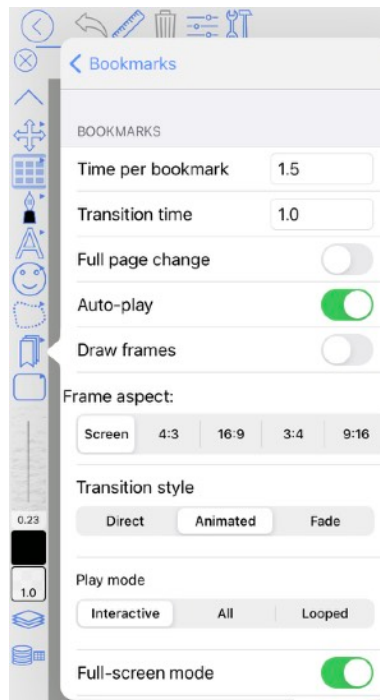 Bookmarks
BOOKMARKS
Time per bookmark 1.5
Transition time 1.0
Full page change
Auto-play
Draw frames
Frame aspect:
Screen 4:3 16:9 3:4 9:16
Transition style
Direct Animated Fade
0.23
Play mode
1.0
Interactive All Looped
Full-screen mode